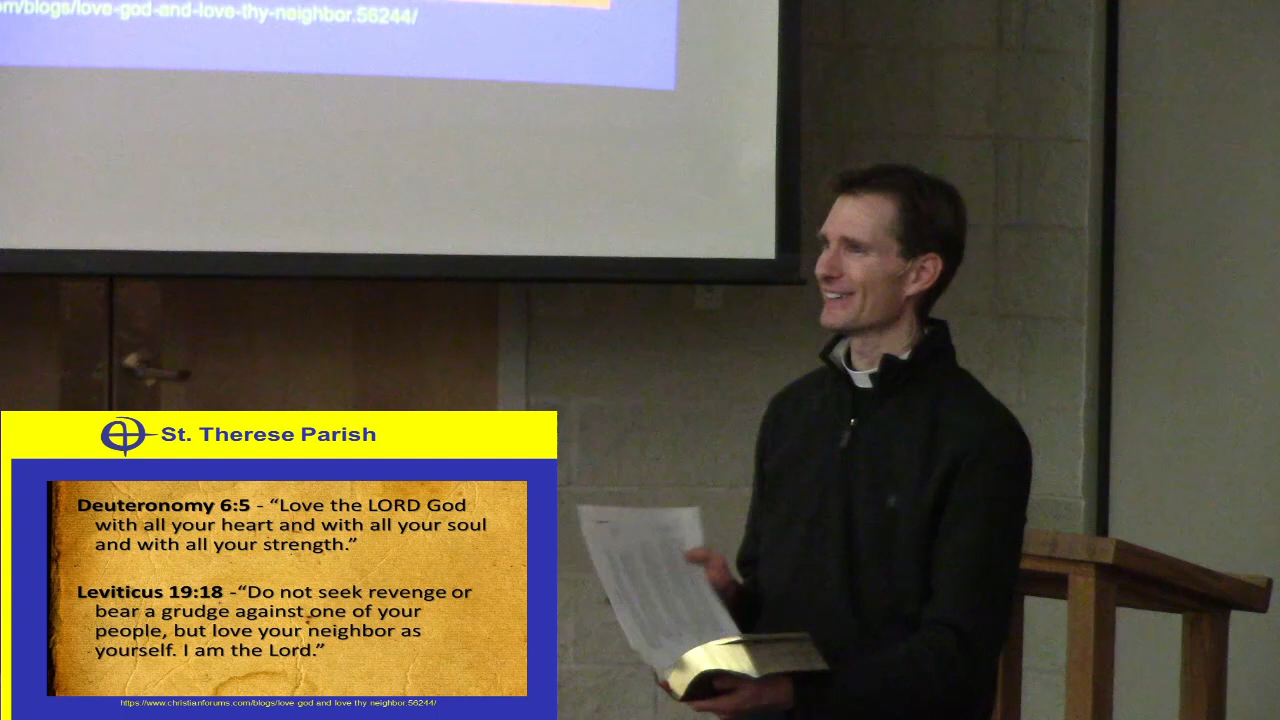 om/blogs/love-god-and-love-thy-neighbor.56244/
St. Therese Parish
Deuteronomy 6:5 - “Love the LORD God
with all your heart and with all your soul
and with all your strength.”
Leviticus 19:18 -“Do not seek revenge or
bear a grudge against one of your
people, but love your neighbor as
yourself. I am the Lord.”
https://www.christianforums.com/blogs/love god and love thy neighbor.56244/